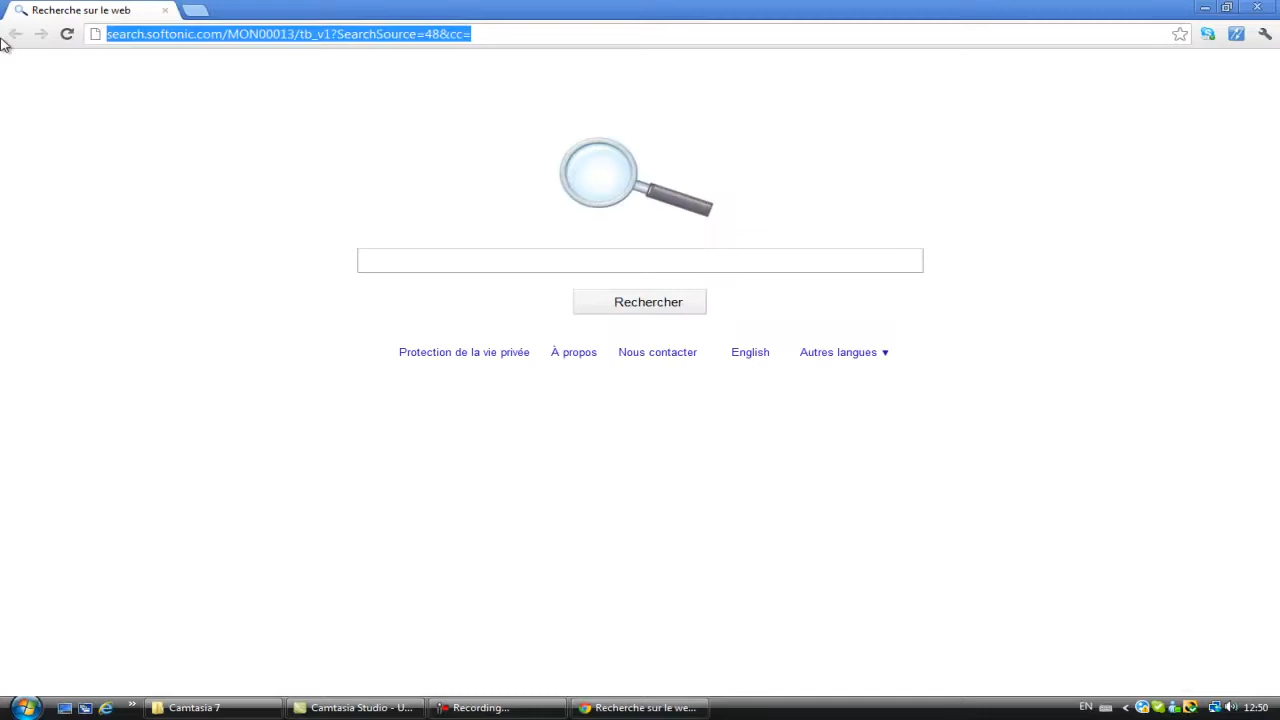 Recherche sur le web
search.softonic.com/MON00013/tb_v1?SearchSource=48&cc=
Rechercher
Protection de la vie privée À propos Nous contacter English Autres langues ▼
Camtasia 7 Camtasia Studio - U... Recording... Recherche sur le we... EN 12:50